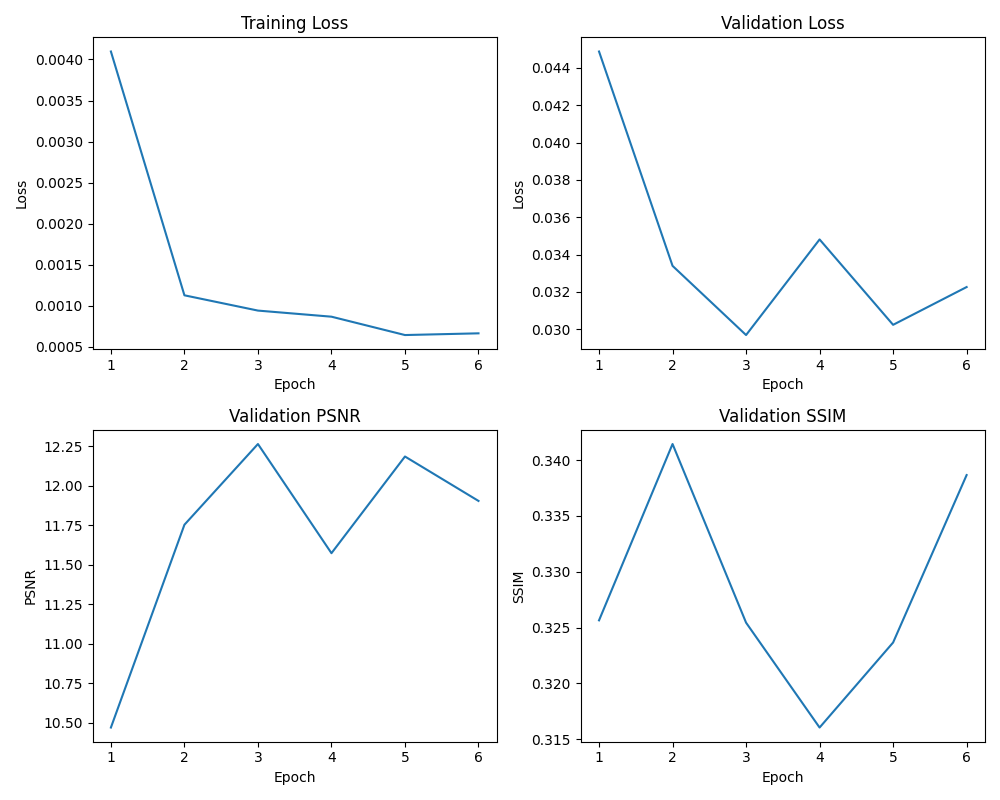 Training Loss
Loss
0.0040
0.0035
0.0030
0.0025
0.0020
0.0015
0.0010
0.0005
1 2 3 4 5 6
Epoch
Validation Loss
Loss
0.044
0.042
0.040
0.038
0.036
0.034
0.032
0.030
1 2 3 4 5 6
Epoch
Validation PSNR
PSNR
12.25
12.00
11.75
11.50
11.25
11.00
10.75
10.50
1 2 3 4 5 6
Epoch
Validation SSIM
SSIM
0.340
0.335
0.330
0.325
0.320
0.315
1 2 3 4 5 6
Epoch